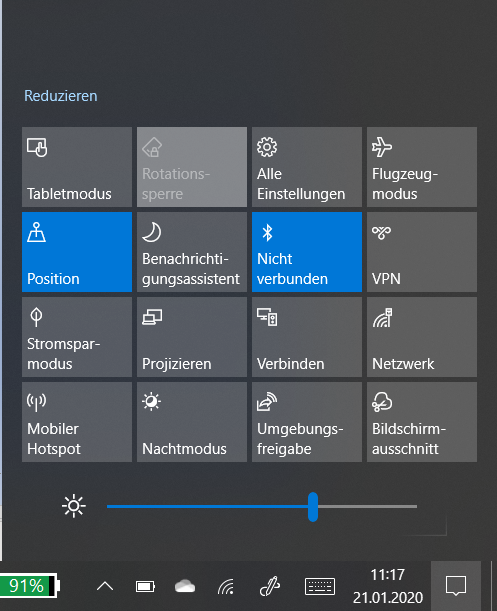 Reduzieren
Tabletmodus
Rotations-
sperre
Alle
Einstellungen
Flugzeug-
modus
Position
Benachrichti-
gungsassistent
Nicht
verbunden
VPN
Stromspar-
modus
Projizieren
Verbinden
Netzwerk
Mobiler
Hotspot
Nachtmodus
Umgebungs-
freigabe
Bildschirm-
ausschnitt
91%
11:17
21.01.2020